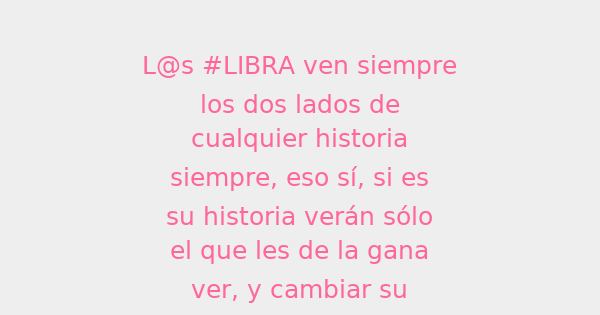 L@s #LIBRA ven siempre
los dos lados de
cualquier historia
siempre, eso sí, si es
su historia verán sólo
el que les de la gana
ver, y cambiar su